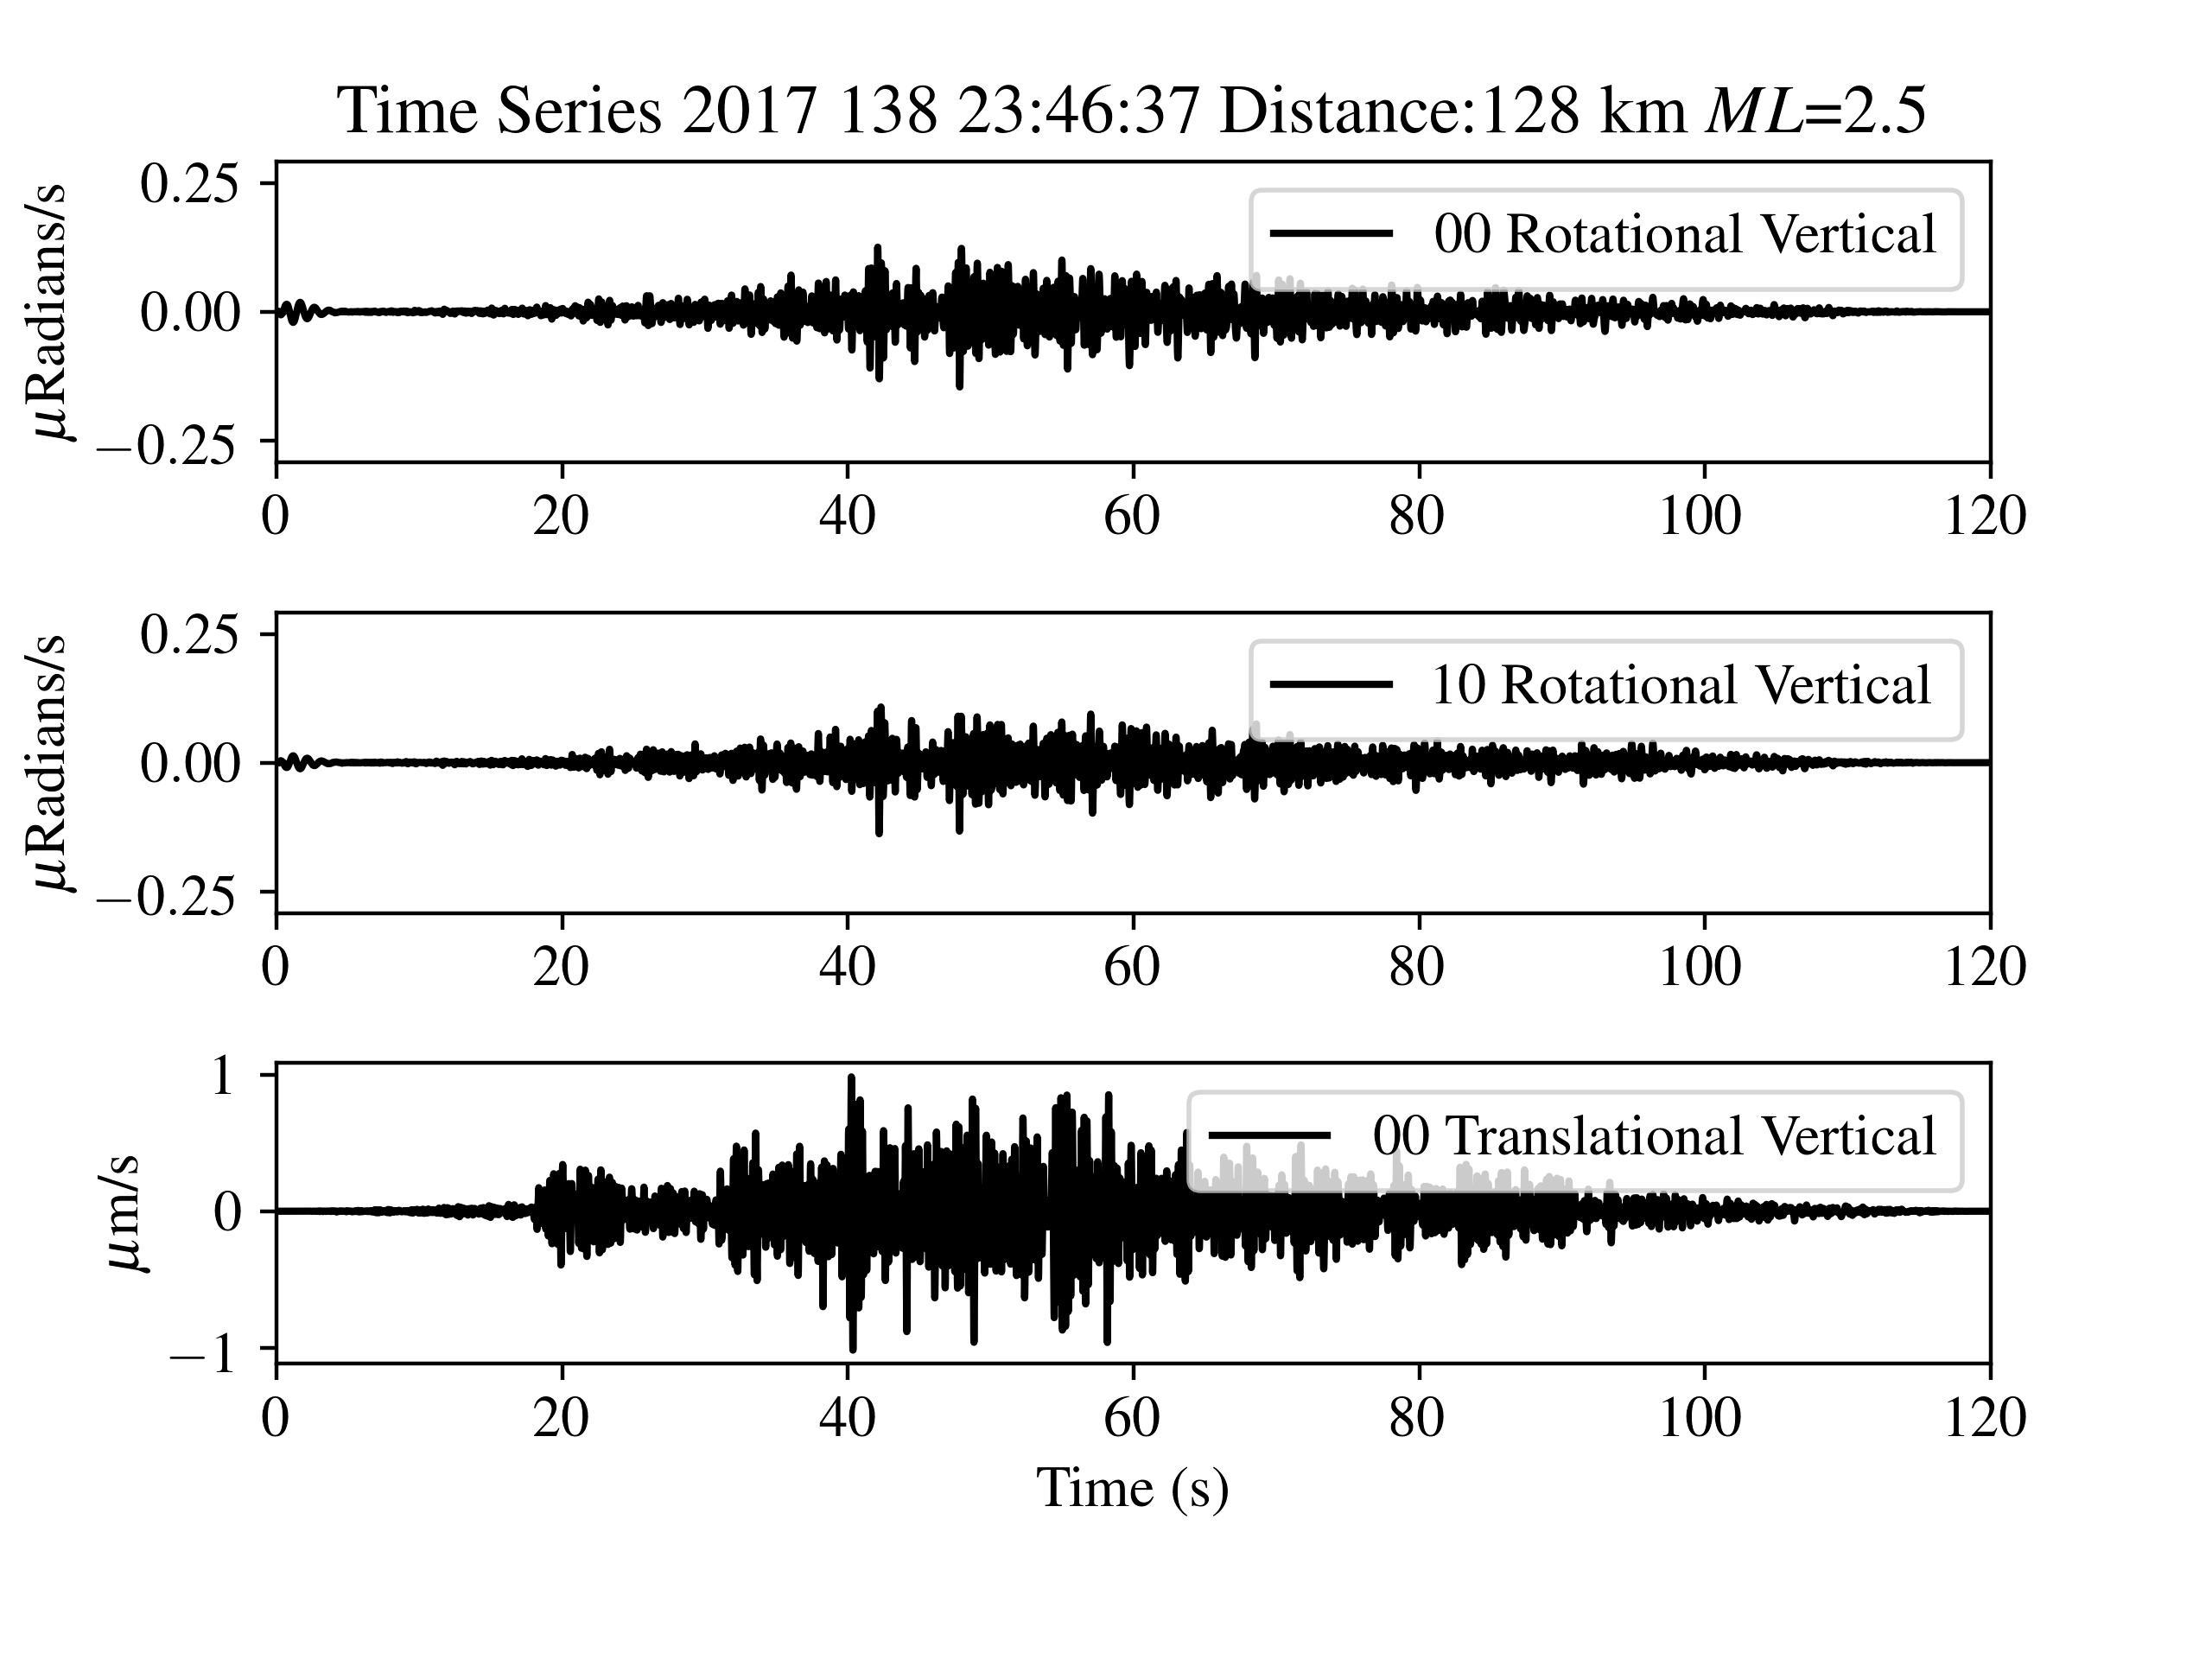 Time Series 2017 138 23:46:37 Distance:128 km ML=2.5
μRadians/s
0.25
0.00
−0.25
00 Rotational Vertical
0 20 40 60 80 100 120
μRadians/s
0.25
0.00
−0.25
10 Rotational Vertical
0 20 40 60 80 100 120
μm/s
1
0
−1
00 Translational Vertical
0 20 40 60 80 100 120
Time (s)